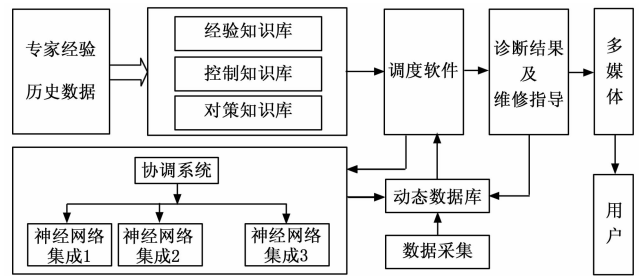 专家经验
历史数据
经验知识库
控制知识库
对策知识库
调度软件
诊断结果
及
维修指导
多媒体
协调系统
神经网络
集成1
神经网络
集成2
神经网络
集成3
动态数据库
数据采集
用户